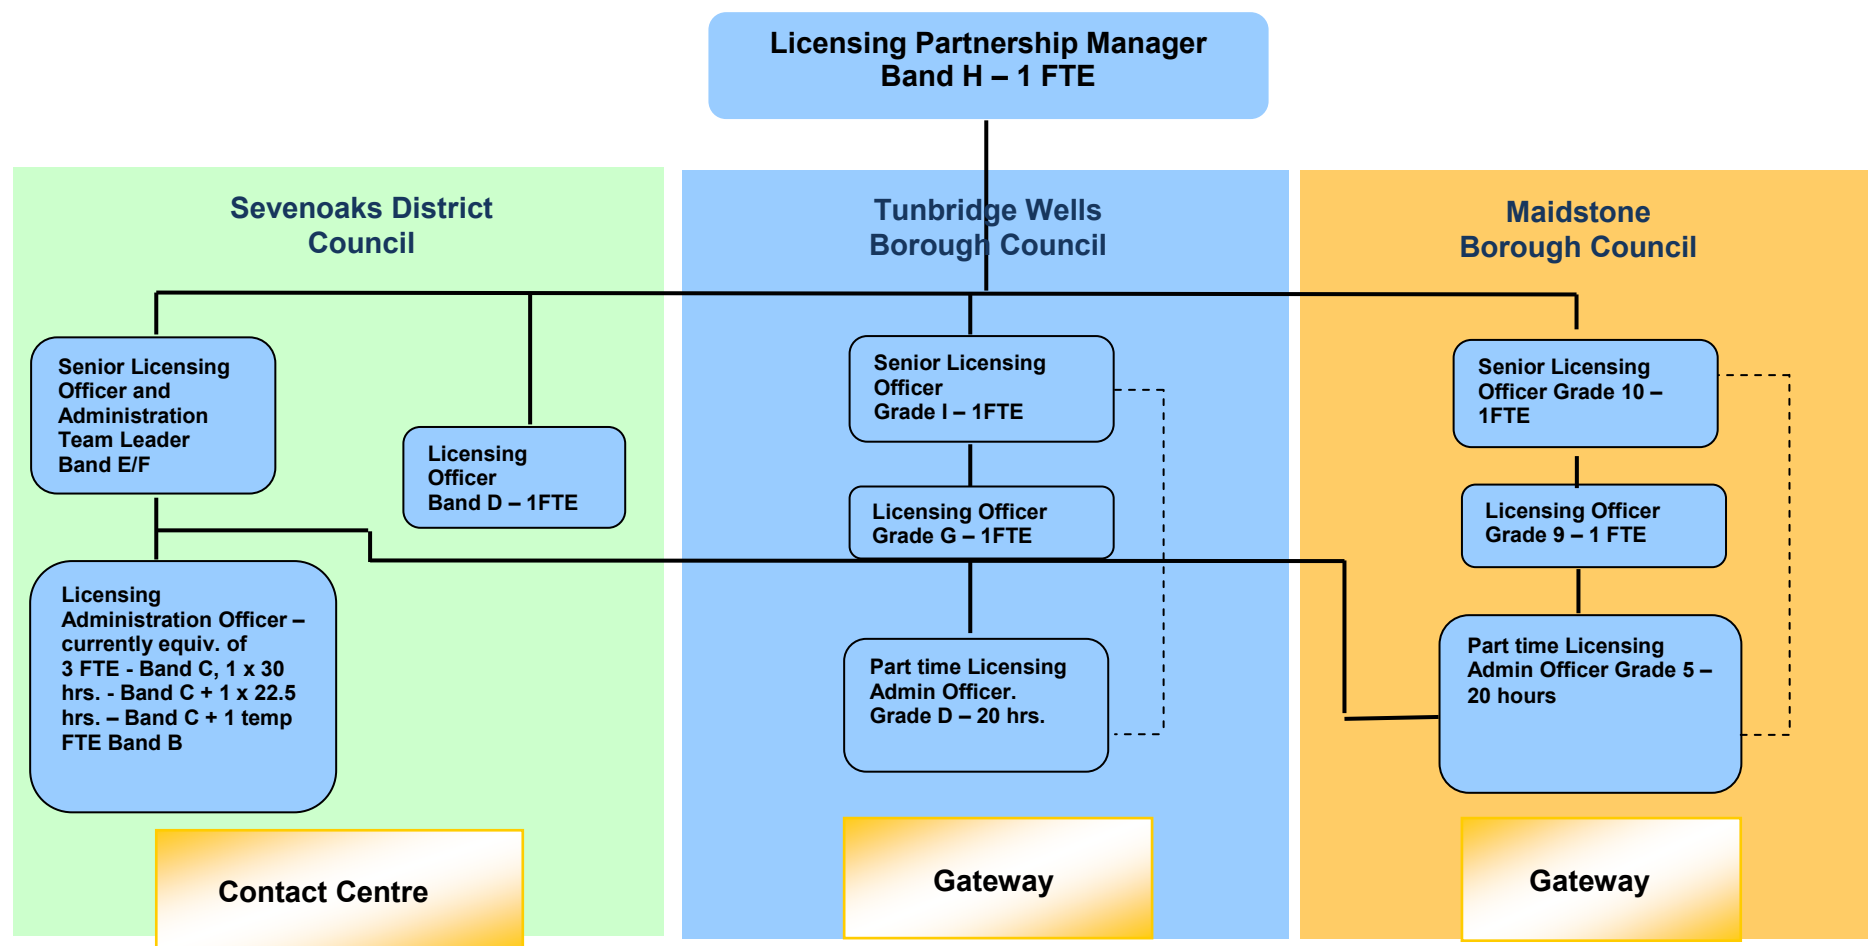 Licensing Partnership Manager
Band H – 1 FTE
Sevenoaks District
Council
Tunbridge Wells
Borough Council
Maidstone
Borough Council
Senior Licensing
Officer and
Administration
Team Leader
Band E/F
Licensing
Officer
Band D – 1FTE
Senior Licensing
Officer
Grade I – 1FTE
Senior Licensing
Officer Grade 10 –
1FTE
Licensing Officer
Grade G – 1FTE
Licensing Officer
Grade 9 – 1 FTE
Licensing
Administration Officer –
currently equiv. of
3 FTE - Band C, 1 x 30
hrs. - Band C + 1 x 22.5
hrs. – Band C + 1 temp
FTE Band B
Part time Licensing
Admin Officer.
Grade D – 20 hrs.
Part time Licensing
Admin Officer Grade 5 –
20 hours
Contact Centre
Gateway
Gateway